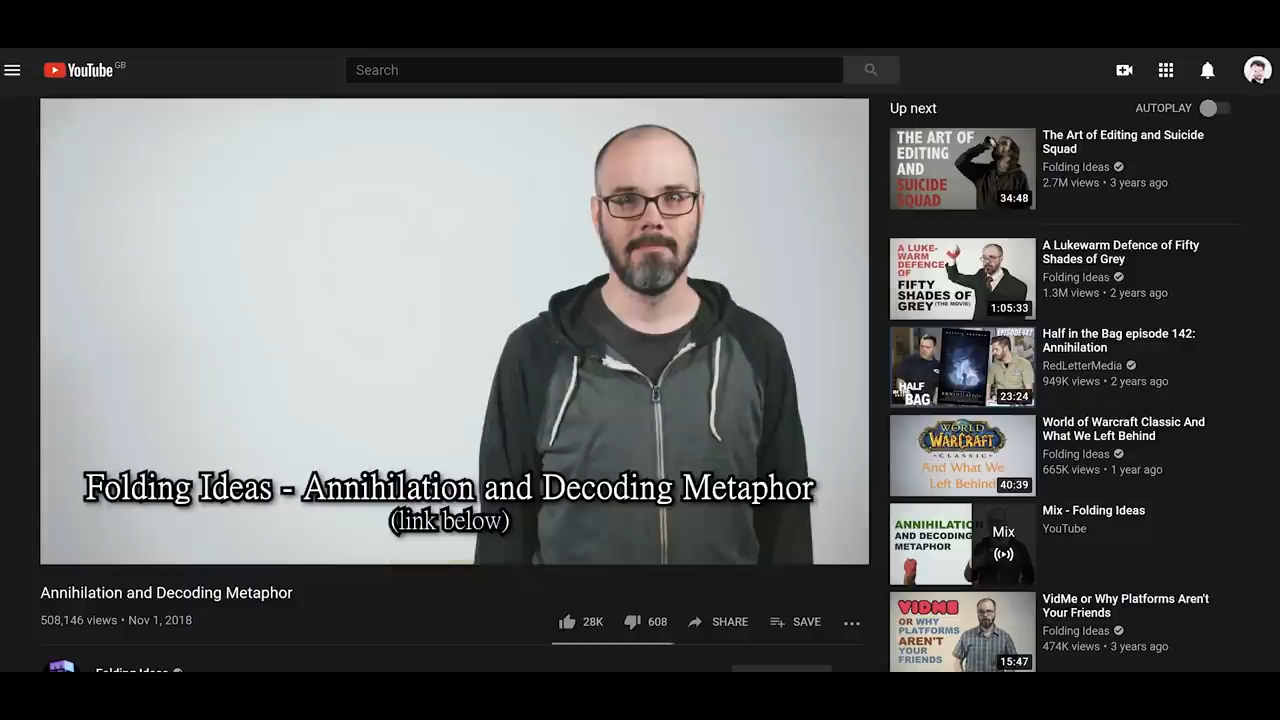 YouTube GB
Search
Folding Ideas - Annihilation and Decoding Metaphor
(link below)
Annihilation and Decoding Metaphor
508,146 views • Nov 1, 2018
28K
608
SHARE
SAVE
Folding Ideas
Up next
AUTOPLAY
THE ART OF
EDITING
AND
SUICIDE
SQUAD
34:48
The Art of Editing and Suicide
Squad
Folding Ideas
2.7M views • 3 years ago
A LUKE-
WARM
DEFENCE
OF
FIFTY
SHADES OF
GREY (THE MOVIE)
1:05:33
A Lukewarm Defence of Fifty
Shades of Grey
Folding Ideas
1.3M views • 2 years ago
EPISODE 142
ANNIHILATION
HALF
IN THE
BAG
23:24
Half in the Bag episode 142:
Annihilation
RedLetterMedia
949K views • 2 years ago
WORLD
OF
WARCRAFT
CLASSIC
And What We
Left Behind
40:39
World of Warcraft Classic And
What We Left Behind
Folding Ideas
665K views • 1 year ago
ANNIHILATION
AND DECODING
METAPHOR
Mix
Mix - Folding Ideas
YouTube
VIDME
OR WHY
PLATFORMS
AREN'T
YOUR
FRIENDS
15:47
VidMe or Why Platforms Aren't
Your Friends
Folding Ideas
474K views • 3 years ago